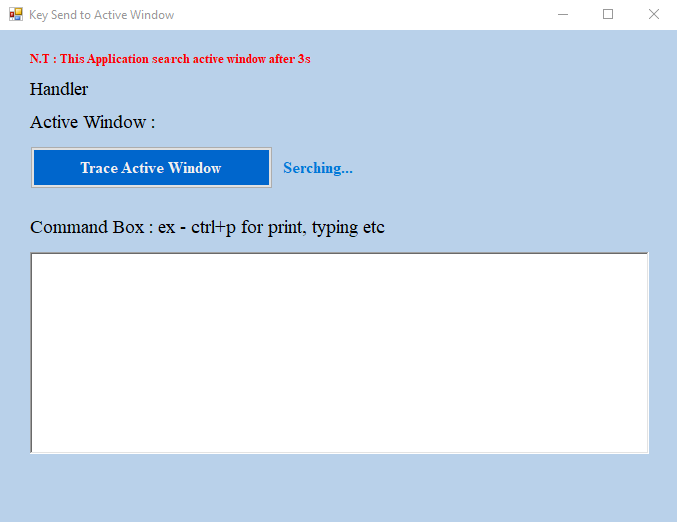 Key Send to Active Window
N.T : This Application search active window after 3s
Handler
Active Window :
Trace Active Window Serching...
Command Box : ex - ctrl+p for print, typing etc